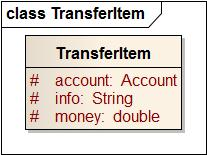 class TransferItem
TransferItem
# account: Account
# info: String
# money: double